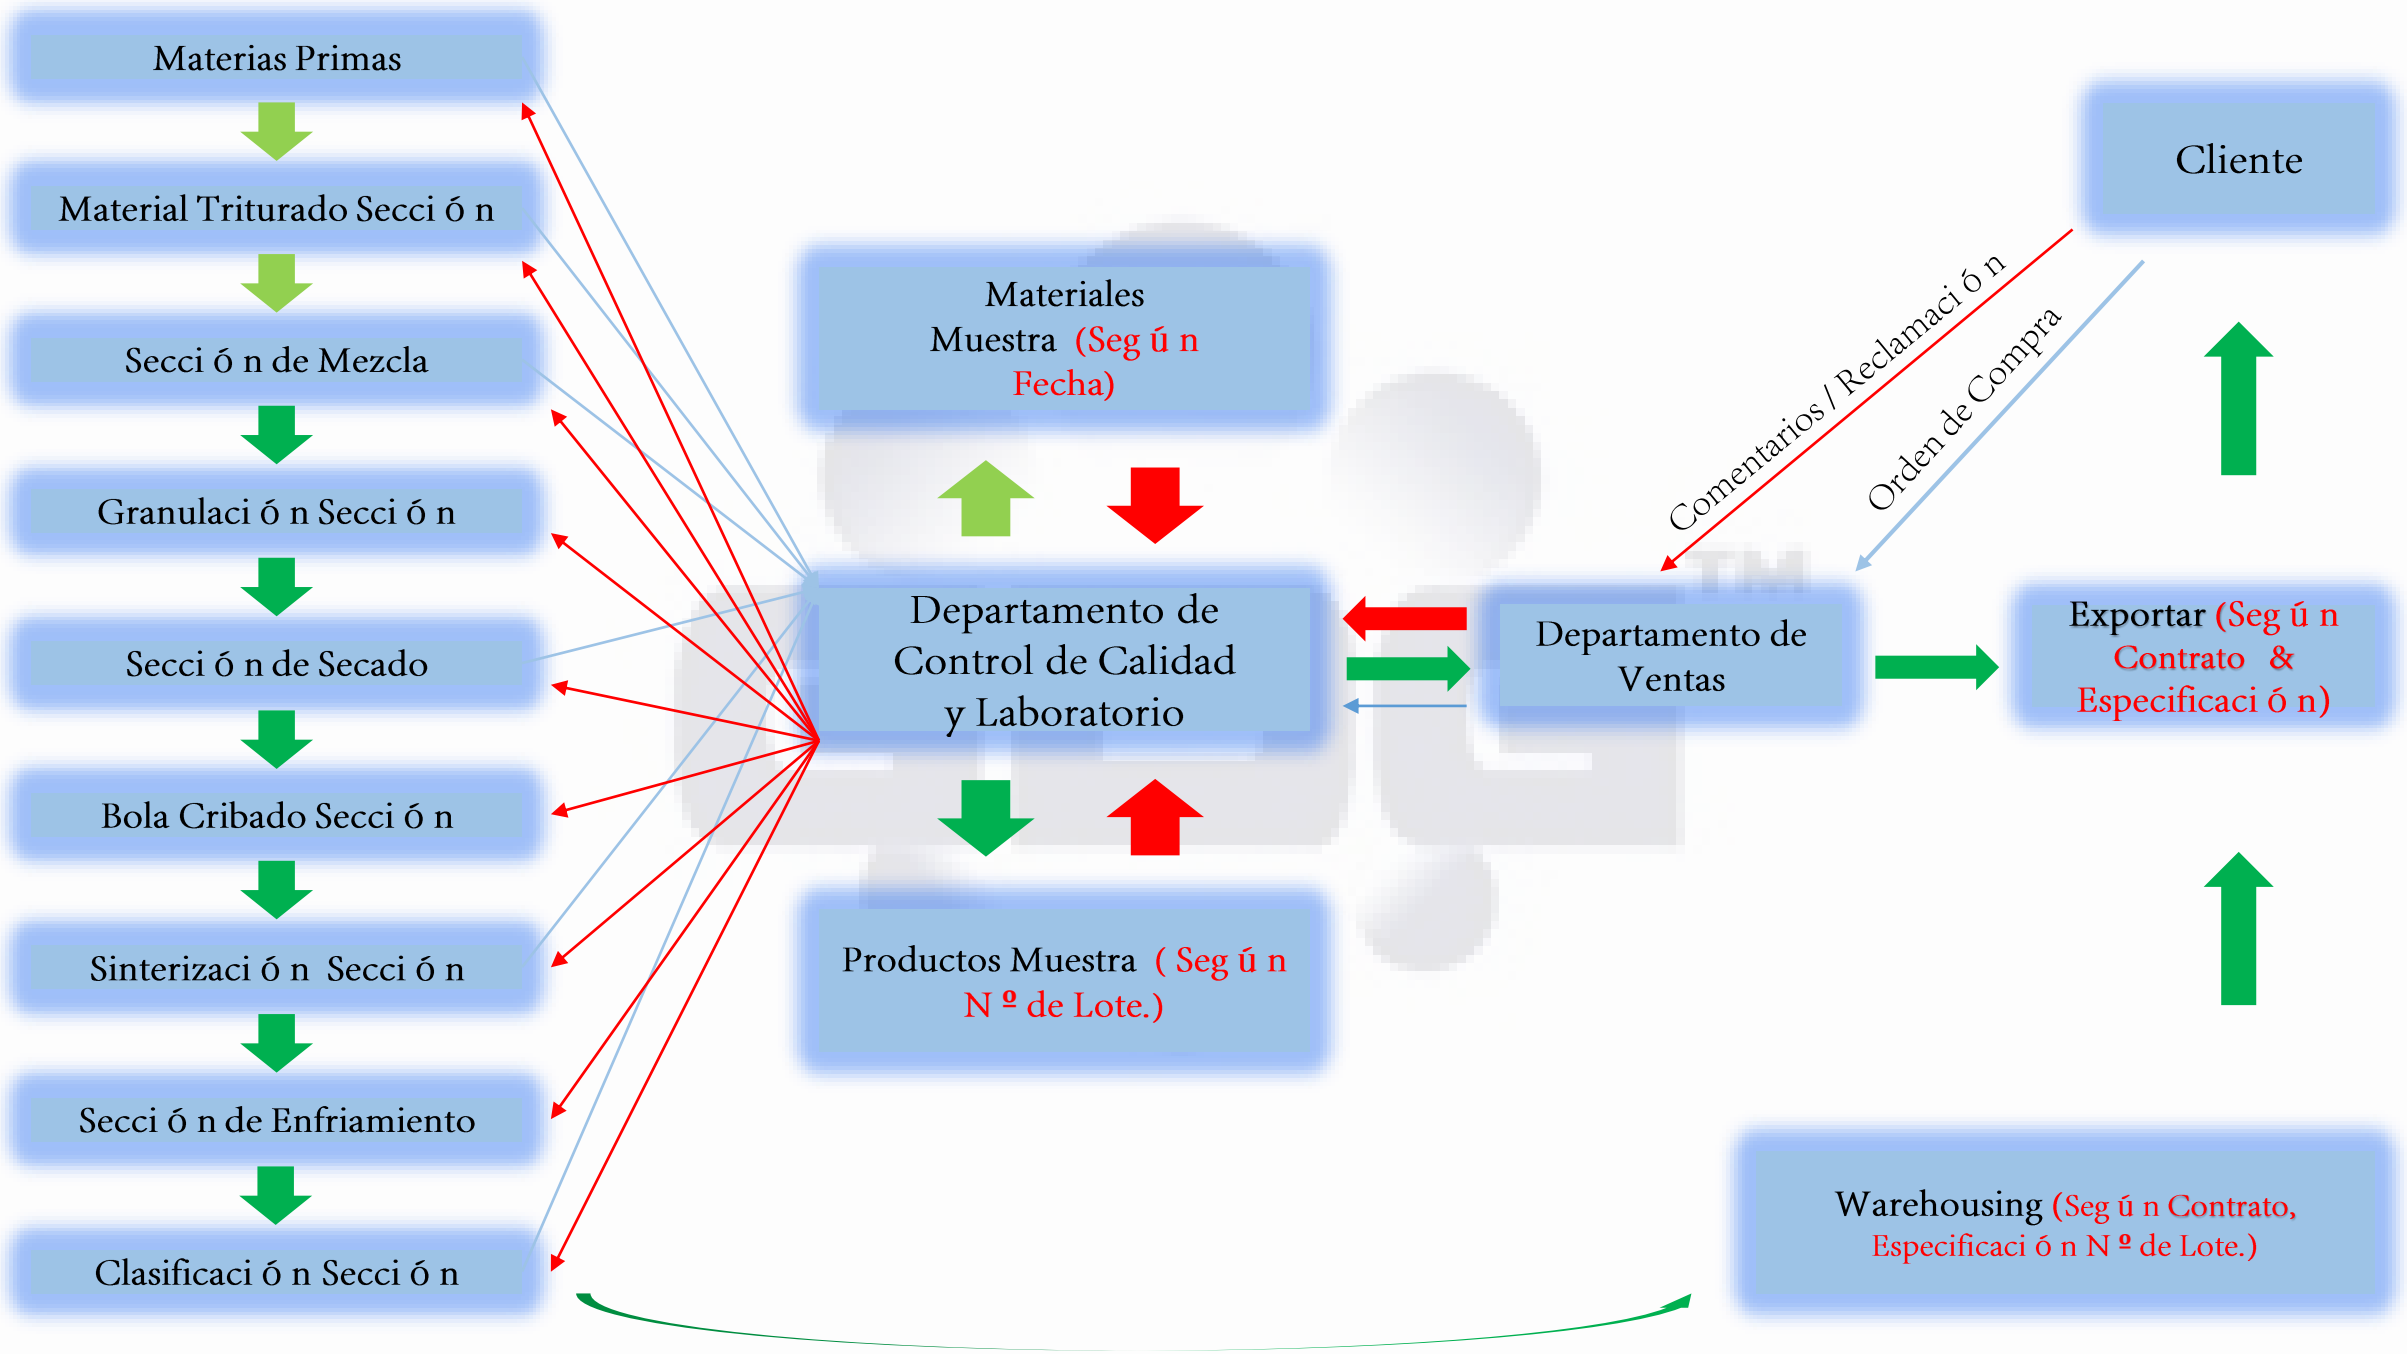 Materias Primas
Material Triturado Secci ó n
Secci ó n de Mezcla
Granulaci ó n Secci ó n
Secci ó n de Secado
Bola Cribado Secci ó n
Sinterizaci ó n Secci ó n
Secci ó n de Enfriamiento
Clasificaci ó n Secci ó n
Materiales
Muestra (Seg ú n
Fecha)
Departamento de
Control de Calidad
y Laboratorio
Productos Muestra ( Seg ú n
N º de Lote.)
Comentarios / Reclamaci ó n
Orden de Compra
Departamento de
Ventas
Cliente
Exportar (Seg ú n
Contrato &
Especificaci ó n)
Warehousing (Seg ú n Contrato,
Especificaci ó n N º de Lote.)
TM